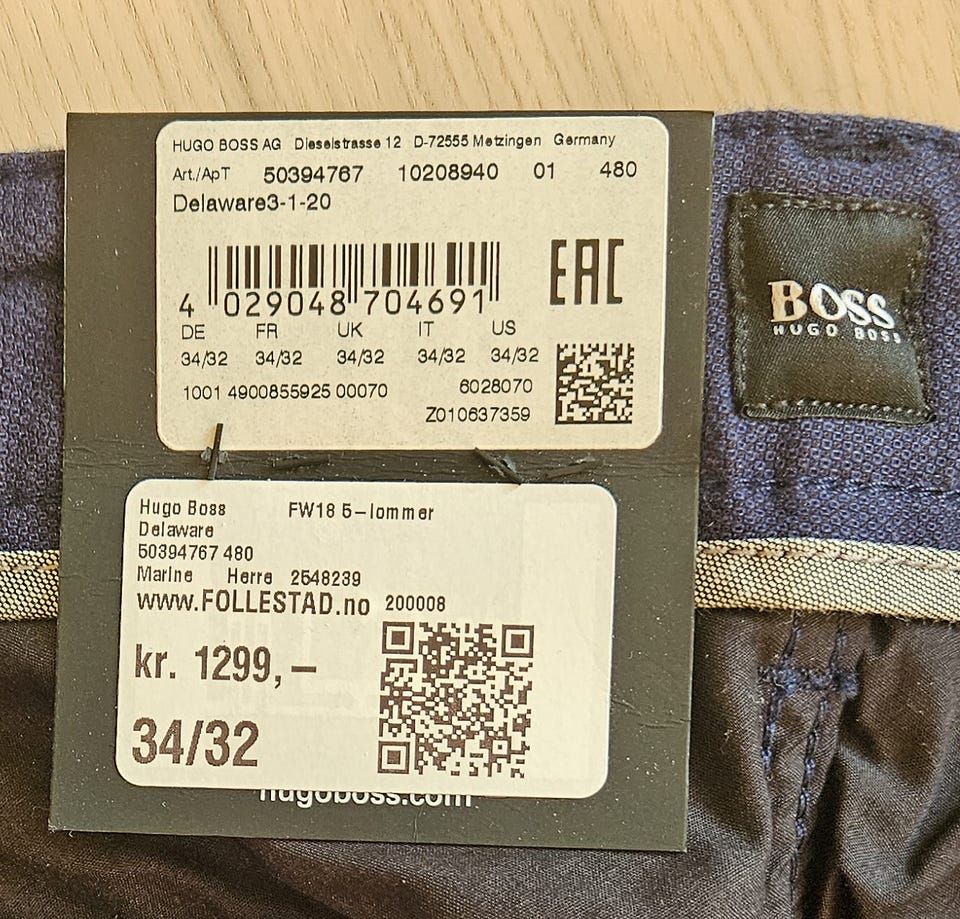 HUGO BOSS AG Dieselstrasse 12 D-72555 Metzingen Germany
Art./ApT 50394767 10208940 01 480
Delaware3-1-20
EAC
4 029048 704691
DE FR UK IT US
34/32 34/32 34/32 34/32 34/32
1001 4900855925 00070 6028070
Z010637359
BOSS
HUGO BOSS
Hugo Boss FW18 5-lommer
Delaware
50394767 480
Marine Herre 2548239
www.FOLLESTAD.no 200008
kr. 1299,-
34/32
hugoboss.com